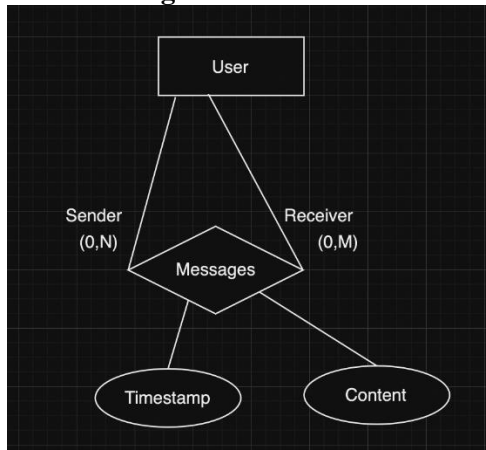 User
Sender
(0,N)
Receiver
(0,M)
Messages
Timestamp
Content